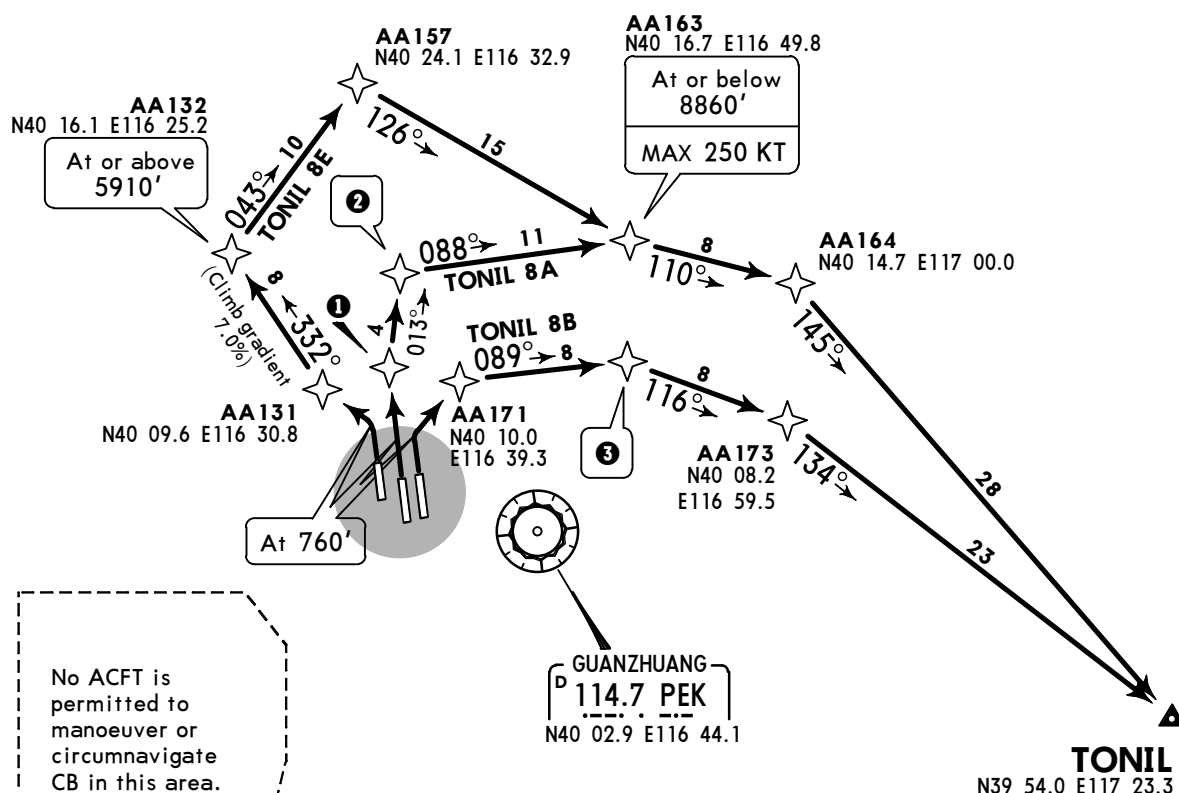 AA157
N40 24.1 E116 32.9
AA163
N40 16.7 E116 49.8
At or below
8860'
MAX 250 KT
AA132
N40 16.1 E116 25.2
At or above
5910'
043°
10
TONIL 8E
126°
15
2
088°
11
TONIL 8A
8
110°
AA164
N40 14.7 E117 00.0
145°
28
(Climb gradient
7.0%)
8
332°
1
4
013°
TONIL 8B
089°
8
8
116°
AA131
N40 09.6 E116 30.8
AA171
N40 10.0
E116 39.3
3
AA173
N40 08.2
E116 59.5
134°
23
At 760'
GUANZHUANG
D 114.7 PEK
N40 02.9 E116 44.1
No ACFT is
permitted to
manoeuver or
circumnavigate
CB in this area.
TONIL
N39 54.0 E117 23.3